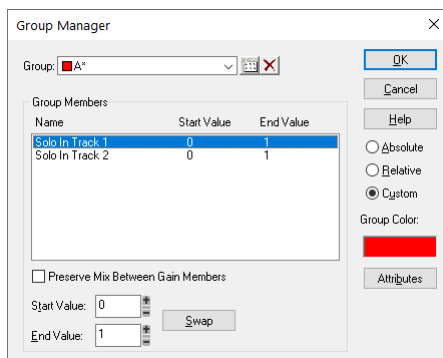 Group Manager
Group: A*
OK
Cancel
Help
Group Members
Name Start Value End Value
Solo In Track 1 0 1
Solo In Track 2 0 1
Absolute
Relative
Custom
Group Color:
Attributes
Preserve Mix Between Gain Members
Start Value: 0
End Value: 1
Swap